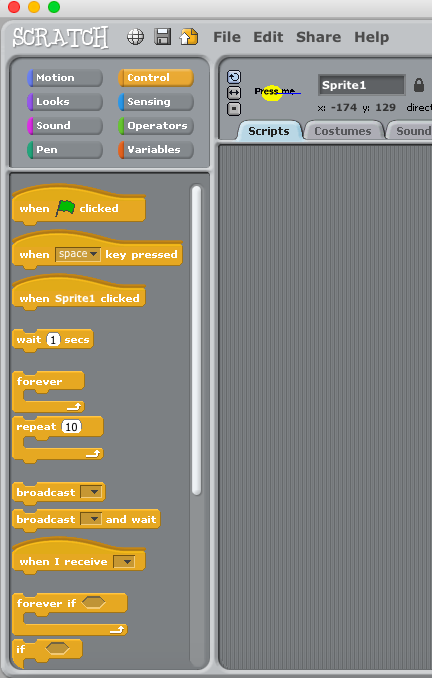 SCRATCH File Edit Share Help
Motion Control
Looks Sensing
Sound Operators
Pen Variables
Press me
Sprite1
x: -174 y: 129 direct
Scripts Costumes Sound
when clicked
when space key pressed
when Sprite1 clicked
wait 1 secs
forever
repeat 10
broadcast
broadcast and wait
when I receive
forever if
if